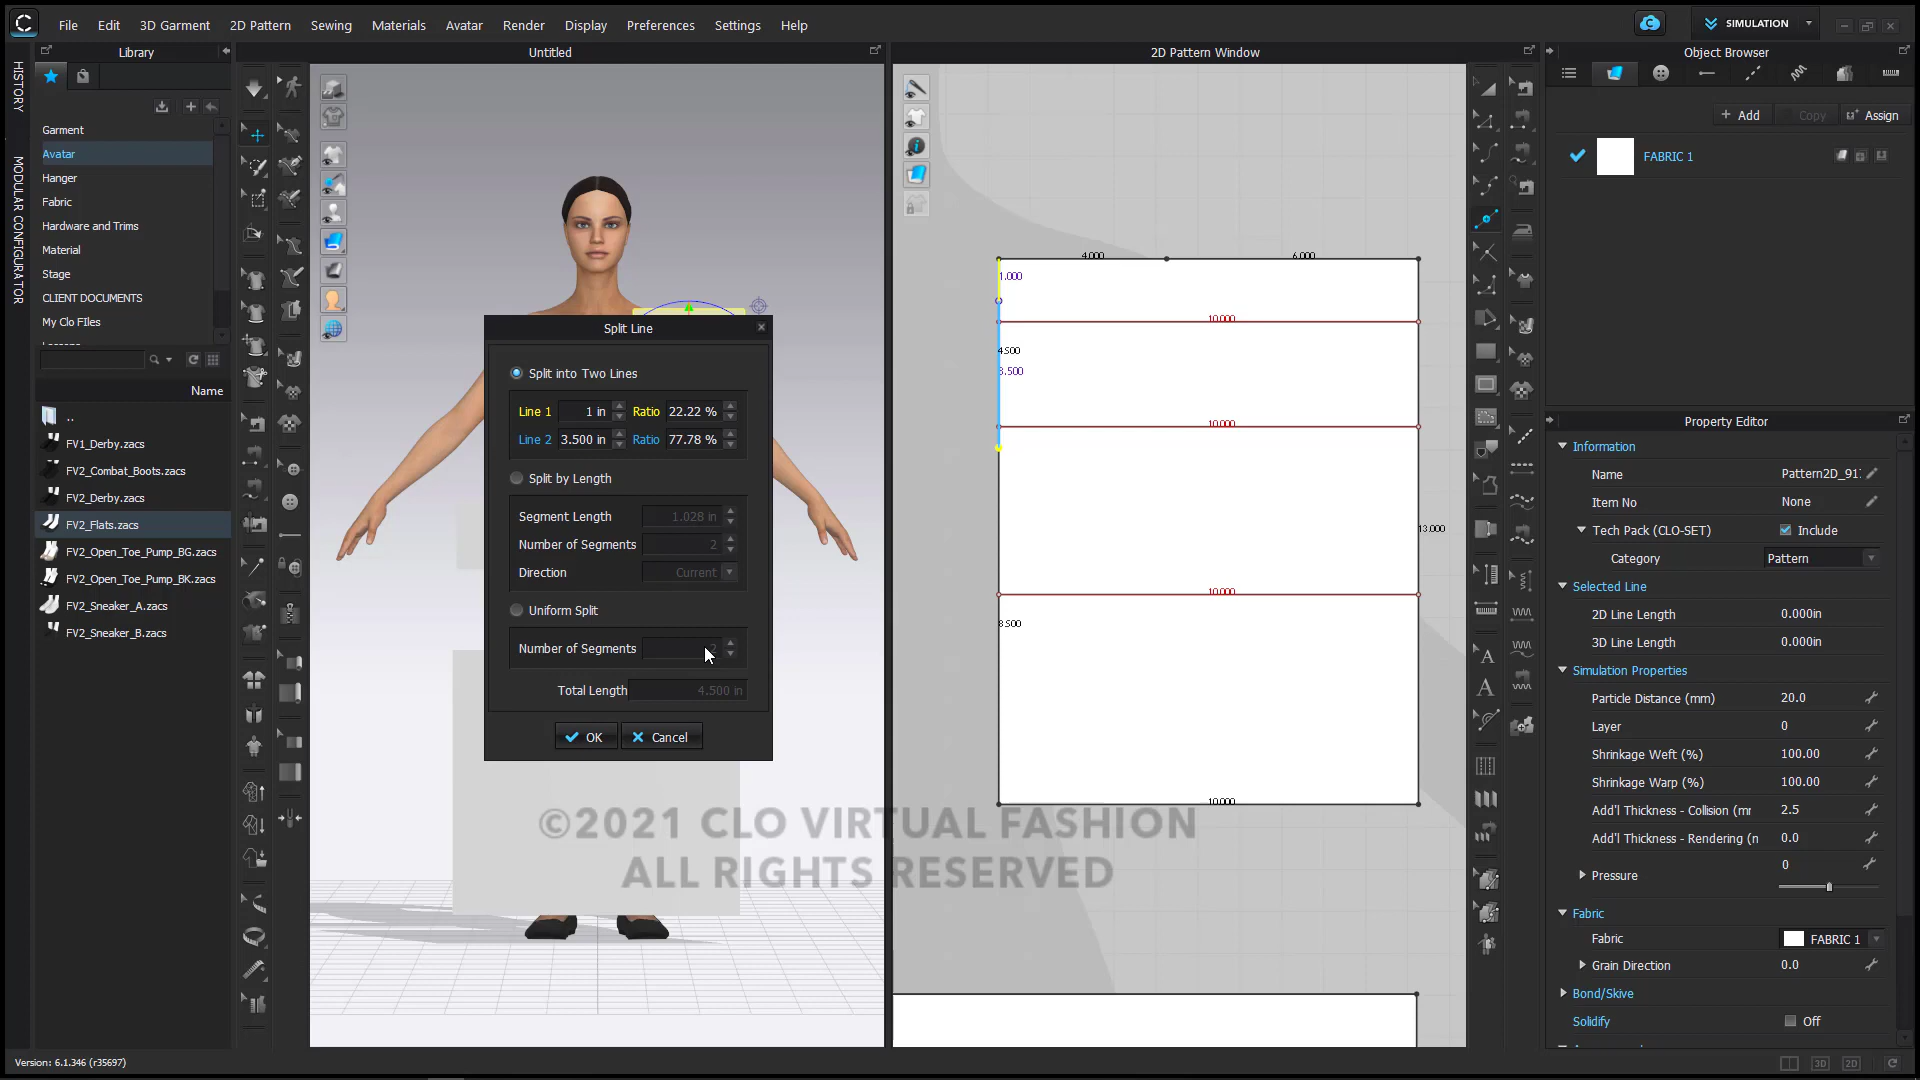 File Edit 3D Garment 2D Pattern Sewing Materials Avatar Render Display Preferences Settings Help
SIMULATION
Library
Untitled
2D Pattern Window
Object Browser
HISTORY
MODULAR CONFIGURATOR
Add Copy Assign
FABRIC 1
Garment
Avatar
Hanger
Fabric
Hardware and Trims
Material
Stage
CLIENT DOCUMENTS
My Clo FIles
Name
..
FV1_Derby.zacs
FV2_Combat_Boots.zacs
FV2_Derby.zacs
FV2_Flats.zacs
FV2_Open_Toe_Pump_BG.zacs
FV2_Open_Toe_Pump_BK.zacs
FV2_Sneaker_A.zacs
FV2_Sneaker_B.zacs
Split Line
Split into Two Lines
Line 1 1 in Ratio 22.22 %
Line 2 3.500 in Ratio 77.78 %
Split by Length
Segment Length 1.028 in
Number of Segments 2
Direction Current
Uniform Split
Number of Segments
Total Length 4.500 in
OK Cancel
4.000 6.000
1.000
10.000
4.500
3.500
10.000
13.000
10.000
8.500
10.000
©2021 CLO VIRTUAL FASHION
ALL RIGHTS RESERVED
Property Editor
Information
Name Pattern2D_91
Item No None
Tech Pack (CLO-SET) Include
Category Pattern
Selected Line
2D Line Length 0.000in
3D Line Length 0.000in
Simulation Properties
Particle Distance (mm) 20.0
Layer 0
Shrinkage Weft (%) 100.00
Shrinkage Warp (%) 100.00
Add'l Thickness - Collision (mr 2.5
Add'l Thickness - Rendering (n 0.0
Pressure 0
Fabric
Fabric FABRIC 1
Grain Direction 0.0
Bond/Skive
Solidify Off
Version: 6.1.346 (r35697)
3D 2D